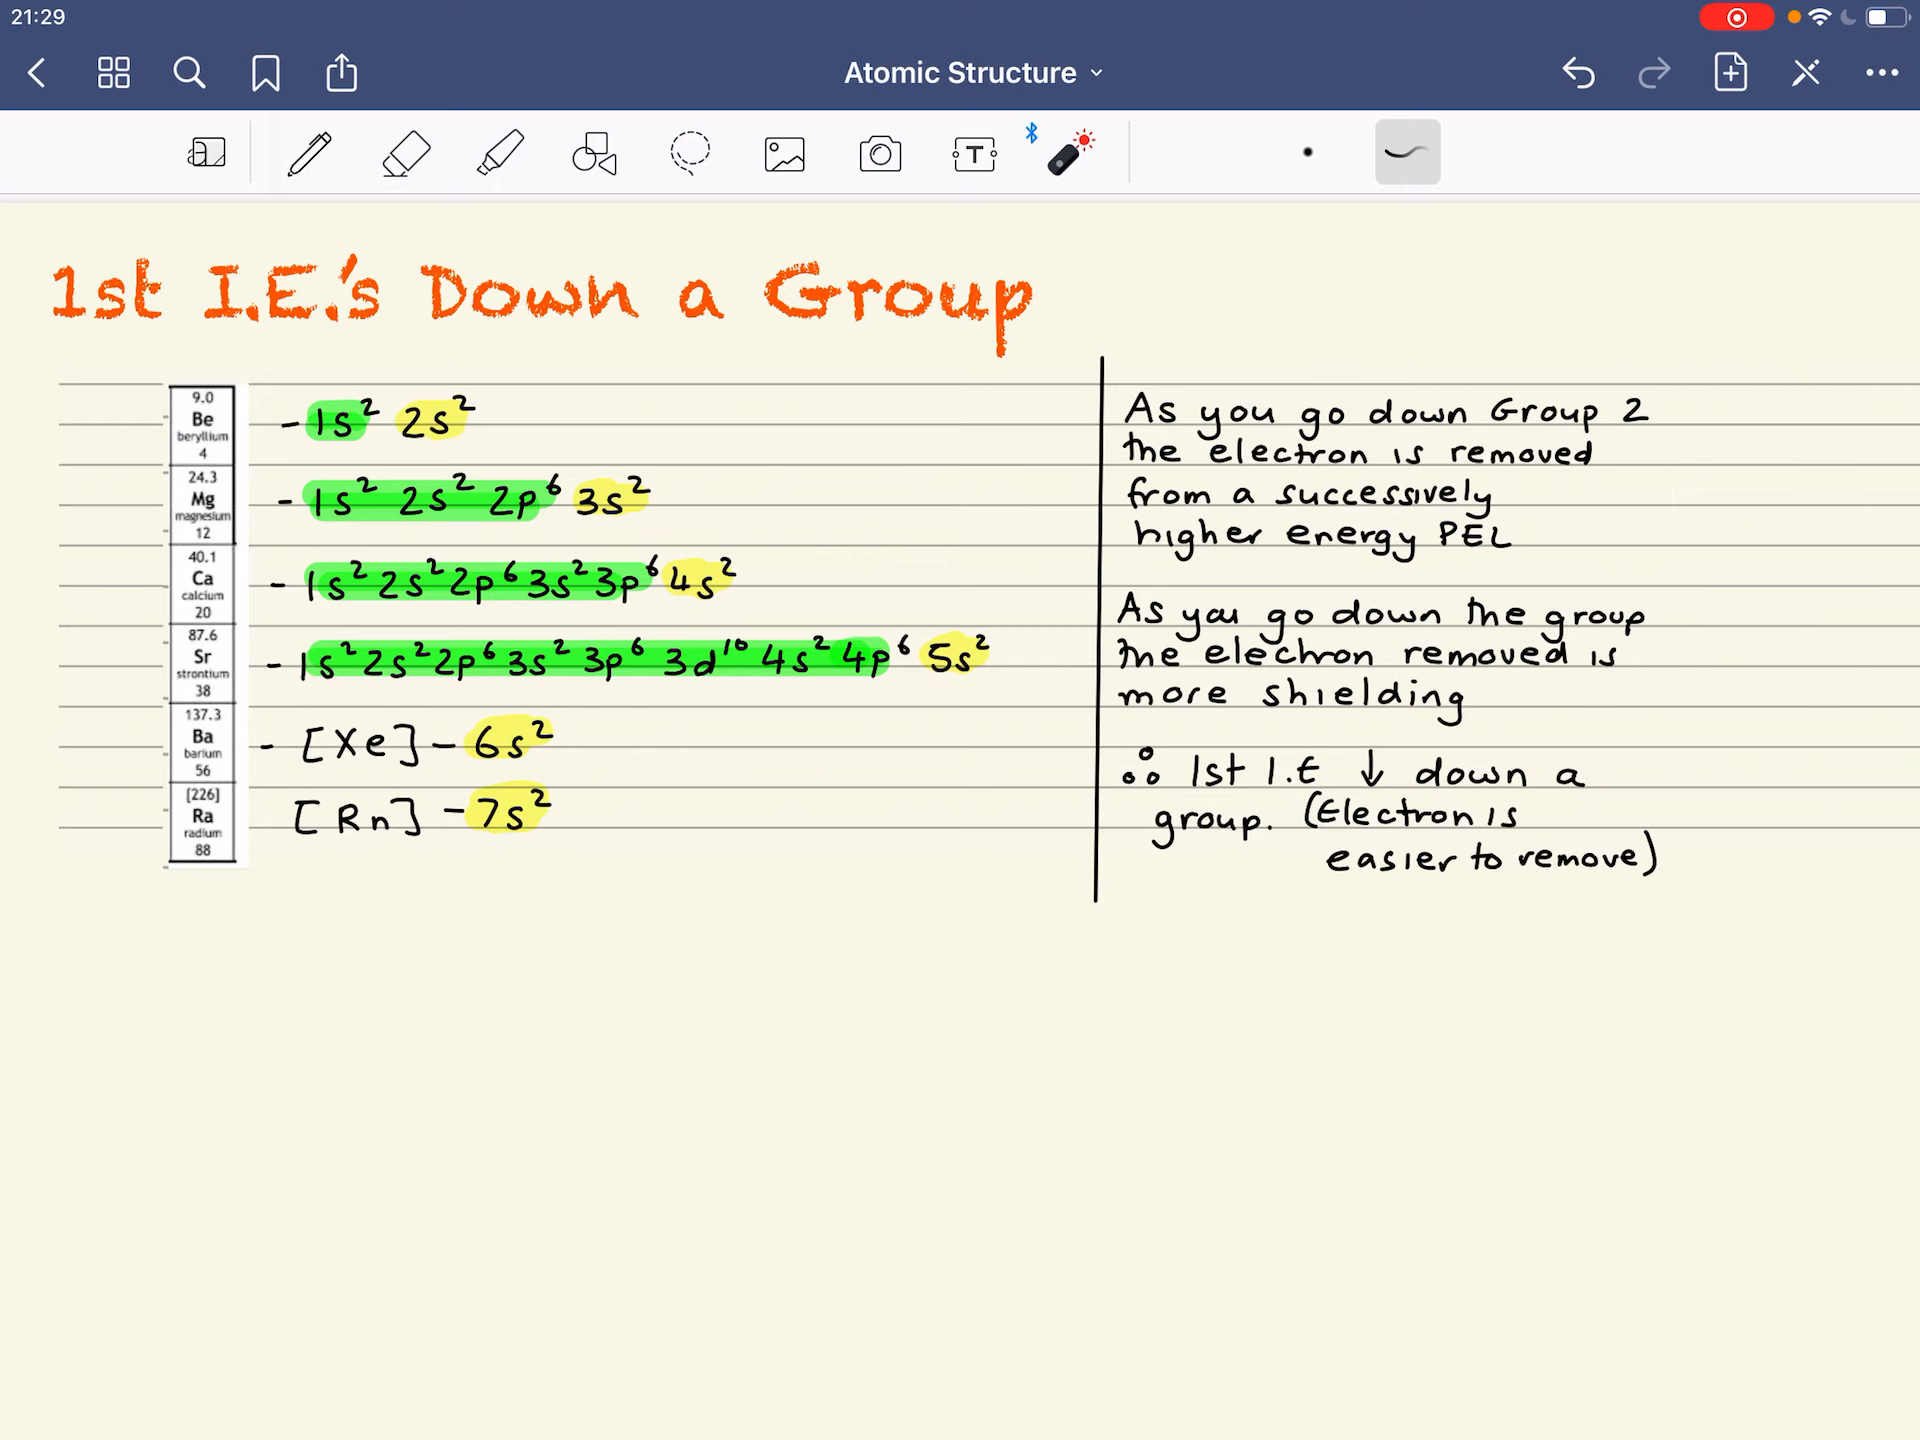 21:29
Atomic Structure
1st I.E.'s Down a Group
9.0
Be
beryllium
4
- 1s² 2s²
24.3
Mg
magnesium
12
- 1s² 2s² 2p⁶ 3s²
40.1
Ca
calcium
20
- 1s² 2s² 2p⁶ 3s² 3p⁶ 4s²
87.6
Sr
strontium
38
- 1s² 2s² 2p⁶ 3s² 3p⁶ 3d¹⁰ 4s² 4p⁶ 5s²
137.3
Ba
barium
56
- [Xe] - 6s²
[226]
Ra
radium
88
[Rn] - 7s²
As you go down Group 2
the electron is removed
from a successively
higher energy PEL
As you go down the group
the electron removed is
more shielding
∴ 1st I.E ↓ down a
group. (Electron is
easier to remove)